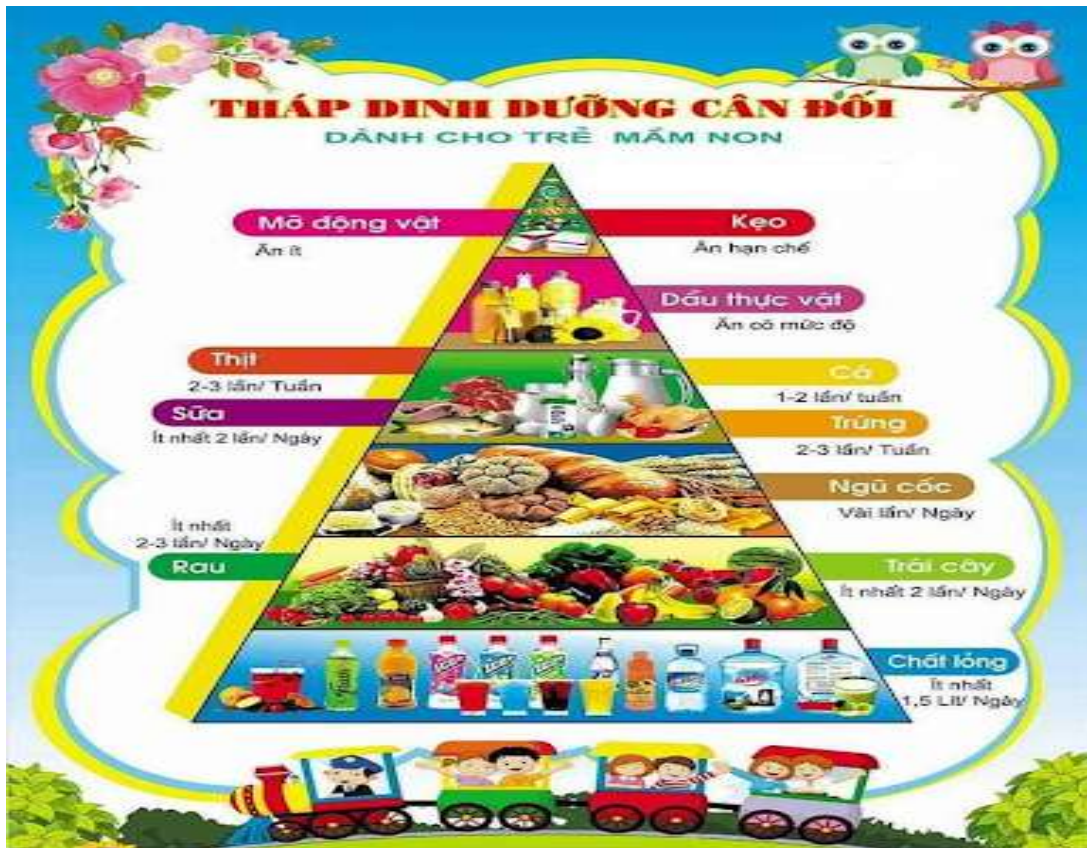 THÁP DINH DƯỠNG CÂN ĐỐI
DÀNH CHO TRẺ MẦM NON
Mỡ động vật
Ăn ít
Kẹo
Ăn hạn chế
Dầu thực vật
Ăn có mức độ
Thịt
2-3 lần/ Tuần
Cá
1-2 lần/ tuần
Sữa
Ít nhất 2 lần/ Ngày
Trứng
2-3 lần/ Tuần
Ngũ cốc
Vài lần/ Ngày
Ít nhất
2-3 lần/ Ngày
Rau
Trái cây
Ít nhất 2 lần/ Ngày
Chất lỏng
Ít nhất
1,5 Lít/ Ngày